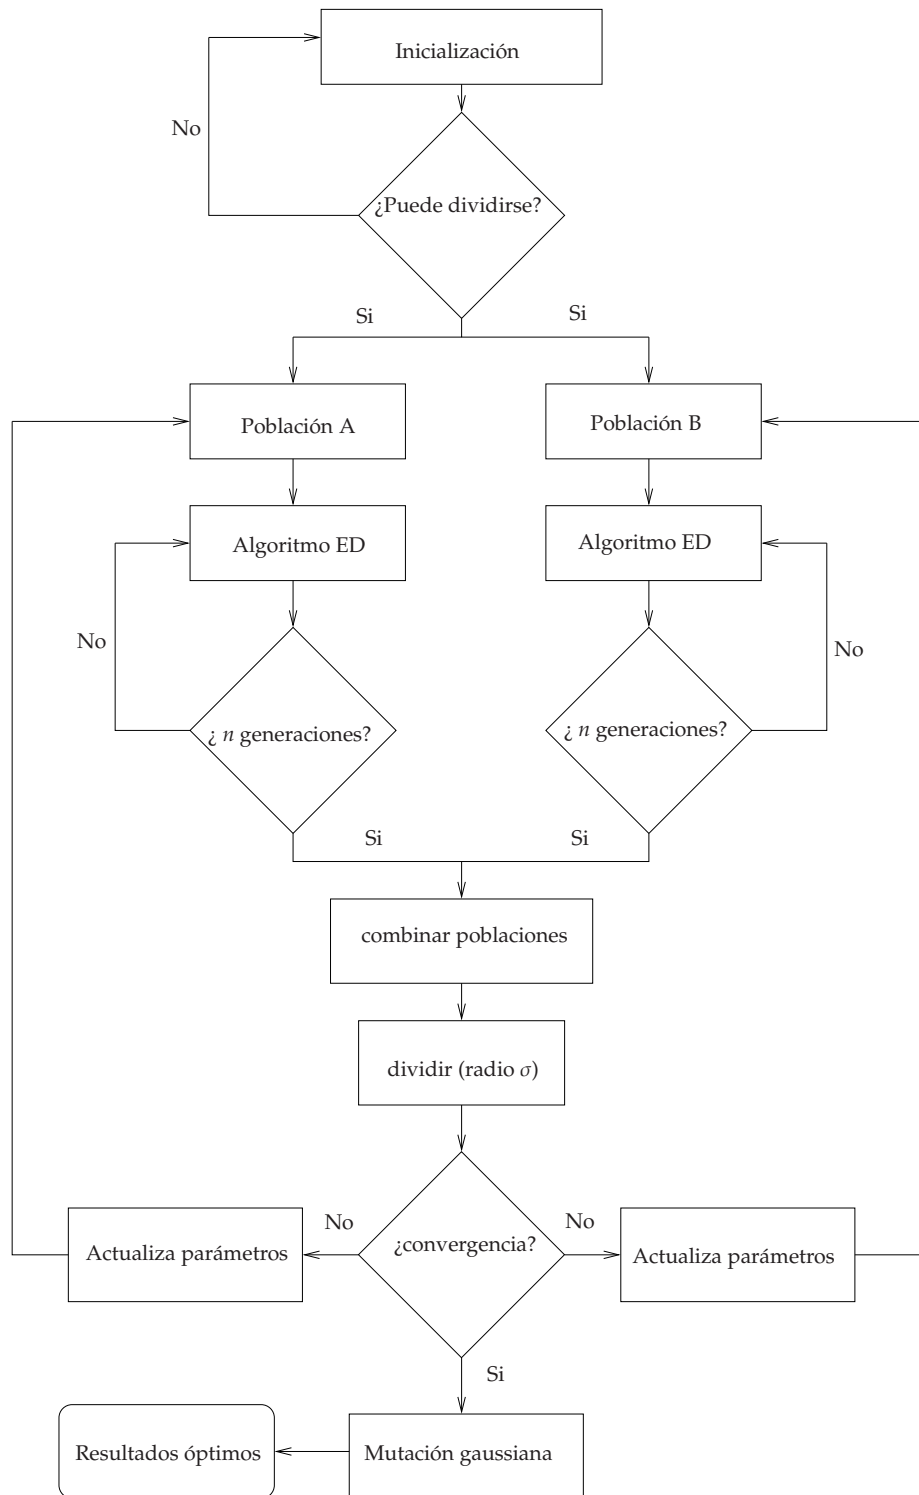 Inicialización
No
¿Puede dividirse?
Si
Si
Población A
Población B
Algoritmo ED
Algoritmo ED
No
No
¿ n generaciones?
¿ n generaciones?
Si
Si
combinar poblaciones
dividir (radio σ)
No
No
Actualiza parámetros
¿convergencia?
Actualiza parámetros
Si
Resultados óptimos
Mutación gaussiana